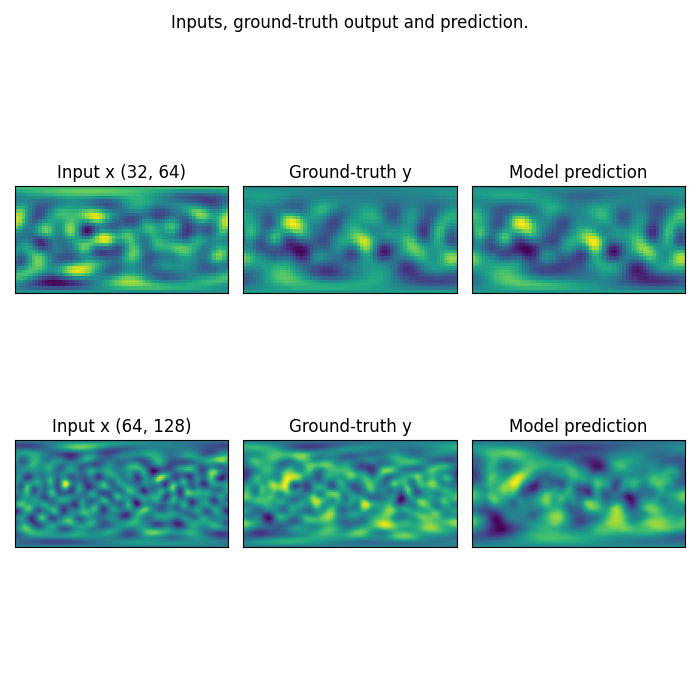 Inputs, ground-truth output and prediction.
Input x (32, 64)
Ground-truth y
Model prediction
Input x (64, 128)
Ground-truth y
Model prediction